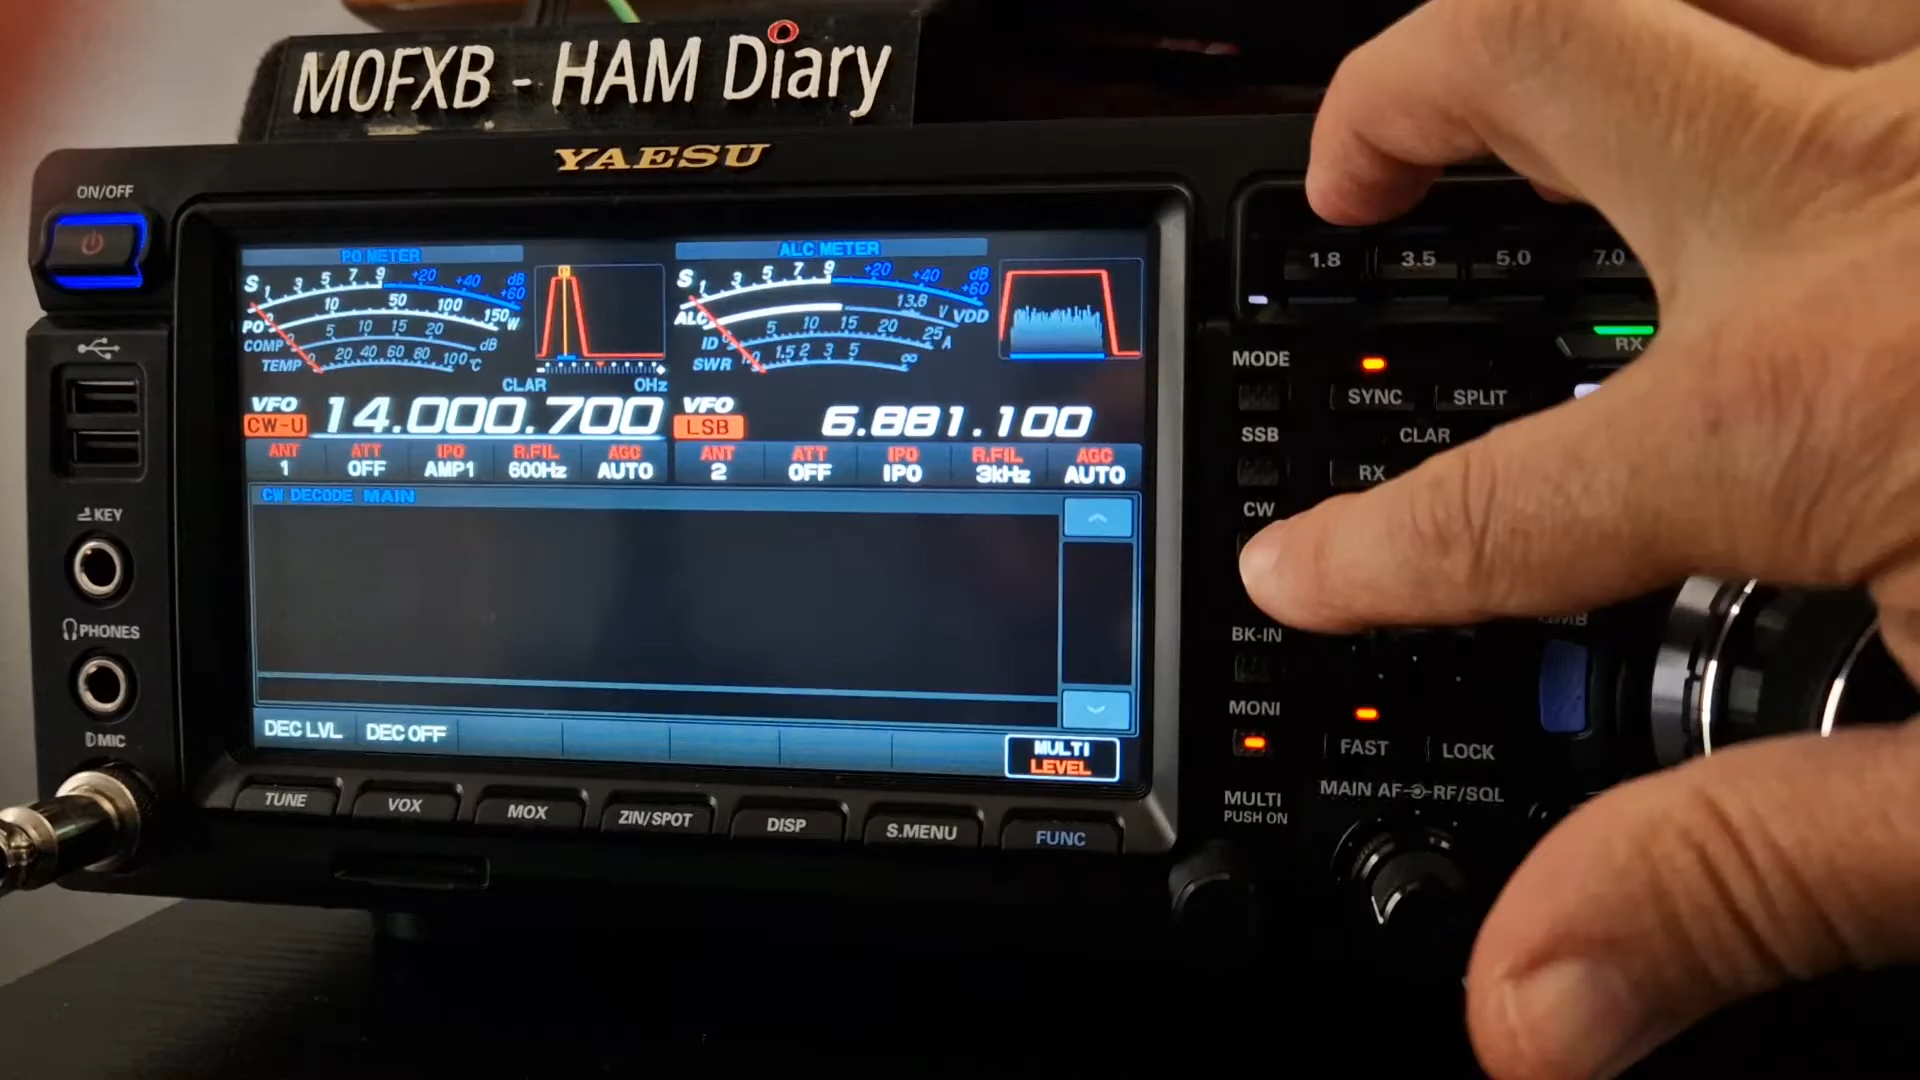 M0FXB - HAM Diary
YAESU
ON/OFF
PO METER
S 1 3 5 7 9 +20 +40 +60 dB
PO 10 50 100 150 W
COMP 5 10 15 20 dB
TEMP 20 40 60 80 100 °C
CLAR 0Hz
ALC METER
S 1 3 5 7 9 +20 +40 +60 dB
ALC 13.8 V VDD
ID 0 5 10 15 20 25 A
SWR 1.0 1.5 2 3 5 ∞
VFO
CW-U
14.000.700
VFO
LSB
6.881.100
ANT ATT IPO R.FIL AGC
1 OFF AMP1 600Hz AUTO
ANT ATT IPO R.FIL AGC
2 OFF IPO 3kHz AUTO
CW DECODE MAIN
DEC LVL DEC OFF
MULTI
LEVEL
TUNE VOX MOX ZIN/SPOT DISP S.MENU FUNC
KEY
PHONES
MIC
1.8 3.5 5.0 7.0
RX
MODE
SYNC SPLIT
SSB
CLAR
RX
CW
BK-IN
MONI
FAST LOCK
MULTI
PUSH ON
MAIN AF RF/SQL